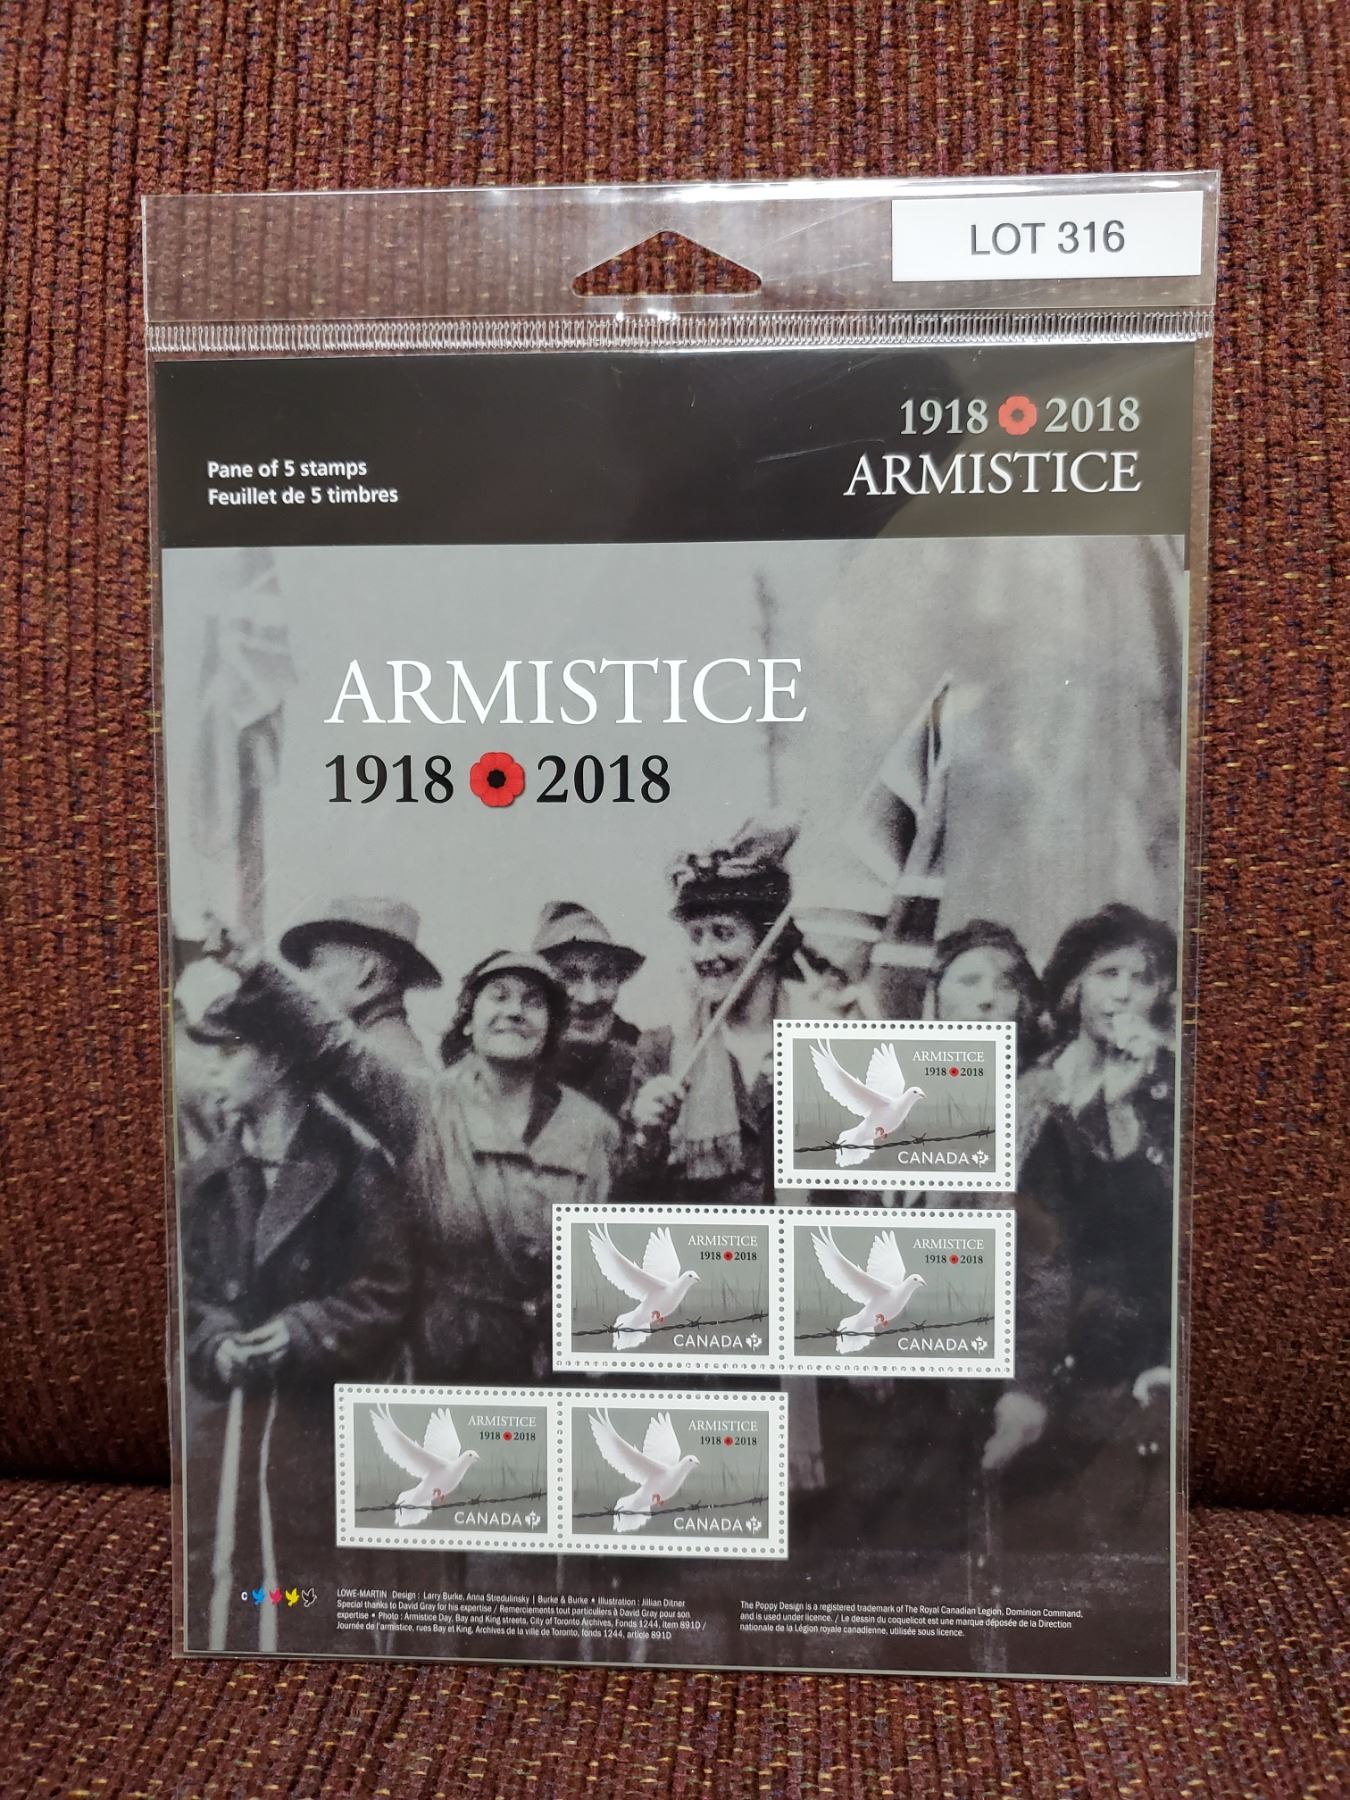 LOT 316
1918 2018
ARMISTICE
Pane of 5 stamps
Feuillet de 5 timbres
ARMISTICE
1918 2018
ARMISTICE
1918 2018
CANADA P
ARMISTICE
1918 2018
CANADA P
ARMISTICE
1918 2018
CANADA P
ARMISTICE
1918 2018
CANADA P
ARMISTICE
1918 2018
CANADA P
C
LOWE-MARTIN Design : Larry Burke, Anna Stredulinsky | Burke & Burke • Illustration : Jillian Ditner
Special thanks to David Gray for his expertise / Remerciements tout particuliers à David Gray pour son
expertise • Photo : Armistice Day, Bay and King streets, City of Toronto Archives, Fonds 1244, Item 891D /
Journée de l'armistice, rues Bay et King, Archives de la ville de Toronto, fonds 1244, article 891D
The Poppy Design is a registered trademark of The Royal Canadian Legion, Dominion Command,
and is used under licence. / Le dessin du coquelicot est une marque déposée de la Direction
nationale de la Légion royale canadienne, utilisée sous licence.